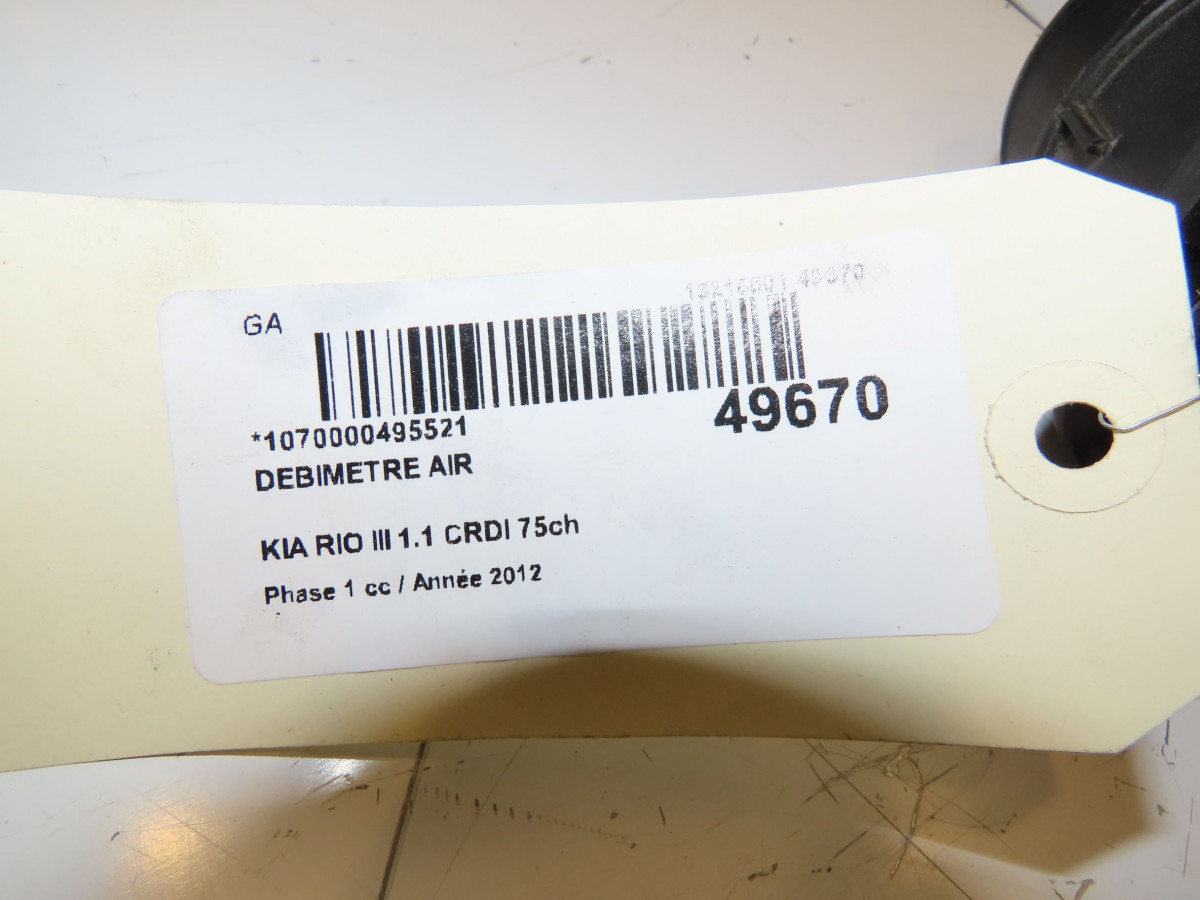 GA
49670
*1070000495521
DEBIMETRE AIR
KIA RIO III 1.1 CRDI 75ch
Phase 1 cc / Année 2012